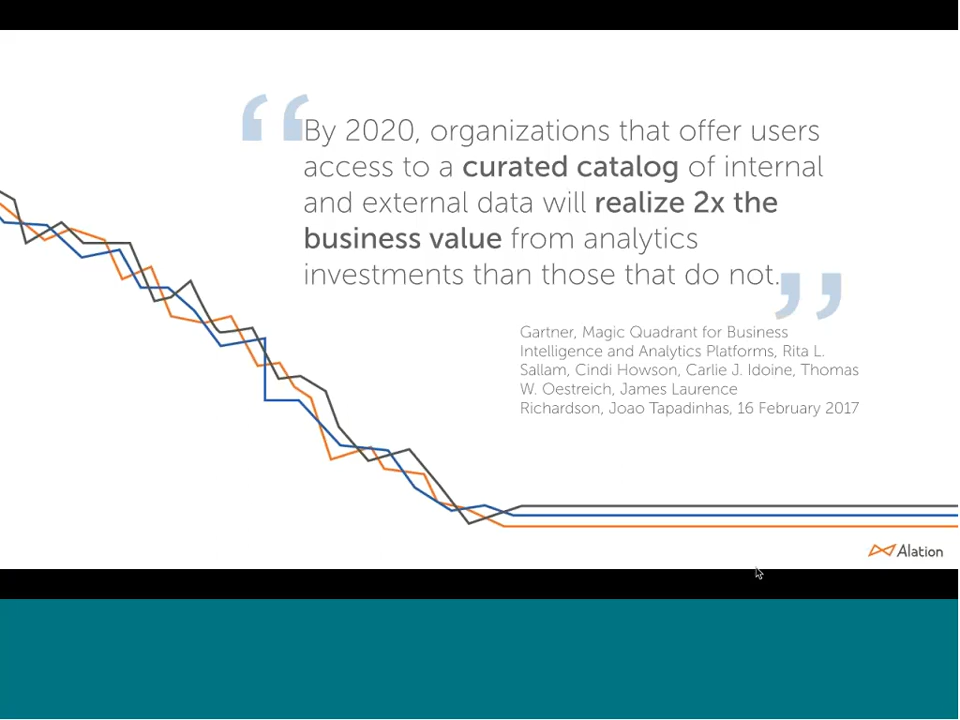 “By 2020, organizations that offer users
access to a curated catalog of internal
and external data will realize 2x the
business value from analytics
investments than those that do not.”
Gartner, Magic Quadrant for Business
Intelligence and Analytics Platforms, Rita L.
Sallam, Cindi Howson, Carlie J. Idoine, Thomas
W. Oestreich, James Laurence
Richardson, Joao Tapadinhas, 16 February 2017
Alation